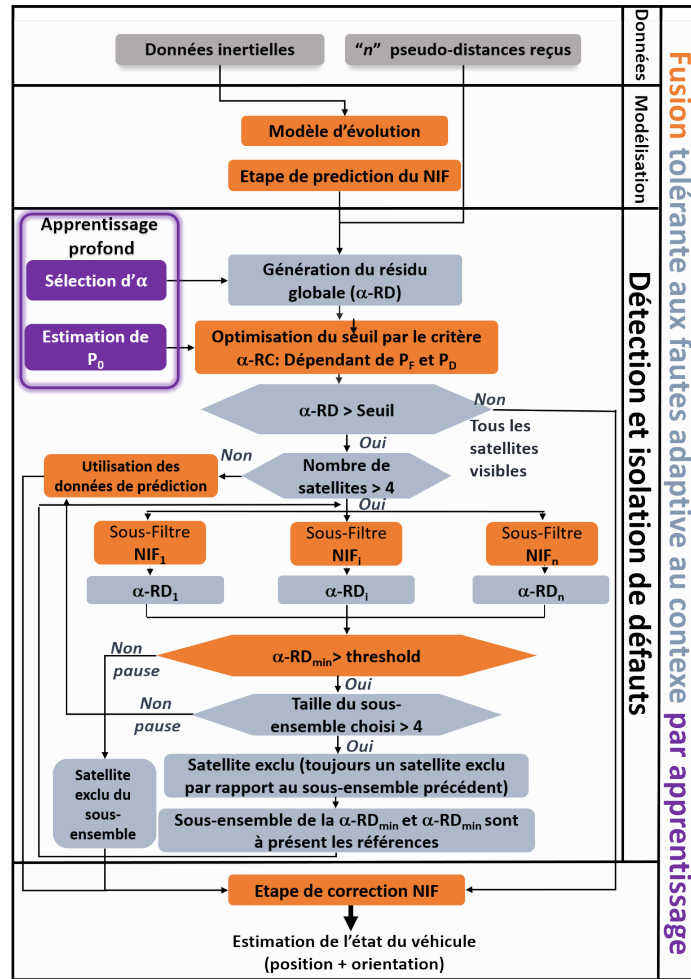 Données inertielles
“n” pseudo-distances reçus
Données
Modèle d’évolution
Etape de prediction du NIF
Modélisation
Apprentissage
profond
Sélection d’α
Estimation de
P0
Génération du résidu
globale (α-RD)
Optimisation du seuil par le critère
α-RC: Dépendant de PF et PD
α-RD > Seuil
Non
Tous les
satellites
visibles
Oui
Nombre de
satellites > 4
Non
Utilisation des
données de prédiction
Oui
Sous-Filtre
NIF1
Sous-Filtre
NIFi
Sous-Filtre
NIFn
α-RD1
α-RDi
α-RDn
α-RDmin> threshold
Non
pause
Oui
Taille du sous-
ensemble choisi > 4
Non
pause
Oui
Satellite exclu (toujours un satellite exclu
par rapport au sous-ensemble précédent)
Satellite
exclu du
sous-
ensemble
Sous-ensemble de la α-RDmin et α-RDmin sont
à présent les références
Détection et isolation de défauts
Etape de correction NIF
Estimation de l’état du véhicule
(position + orientation)
Fusion tolérante aux fautes adaptive au contexe par apprentissage